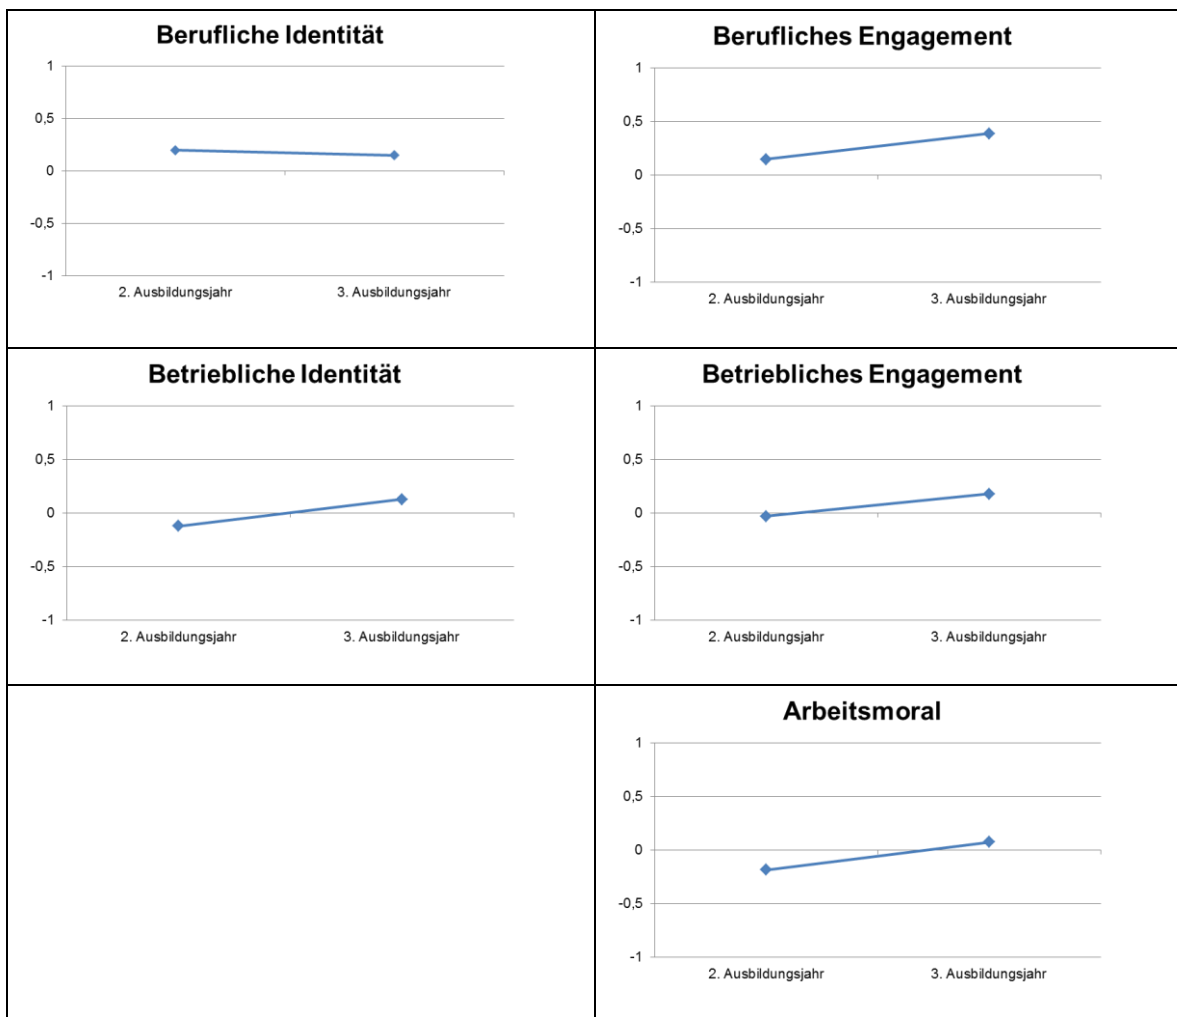 Berufliche Identität
1
0,5
0
-0,5
-1
2. Ausbildungsjahr 3. Ausbildungsjahr
Berufliches Engagement
1
0,5
0
-0,5
-1
2. Ausbildungsjahr 3. Ausbildungsjahr
Betriebliche Identität
1
0,5
0
-0,5
-1
2. Ausbildungsjahr 3. Ausbildungsjahr
Betriebliches Engagement
1
0,5
0
-0,5
-1
2. Ausbildungsjahr 3. Ausbildungsjahr
Arbeitsmoral
1
0,5
0
-0,5
-1
2. Ausbildungsjahr 3. Ausbildungsjahr